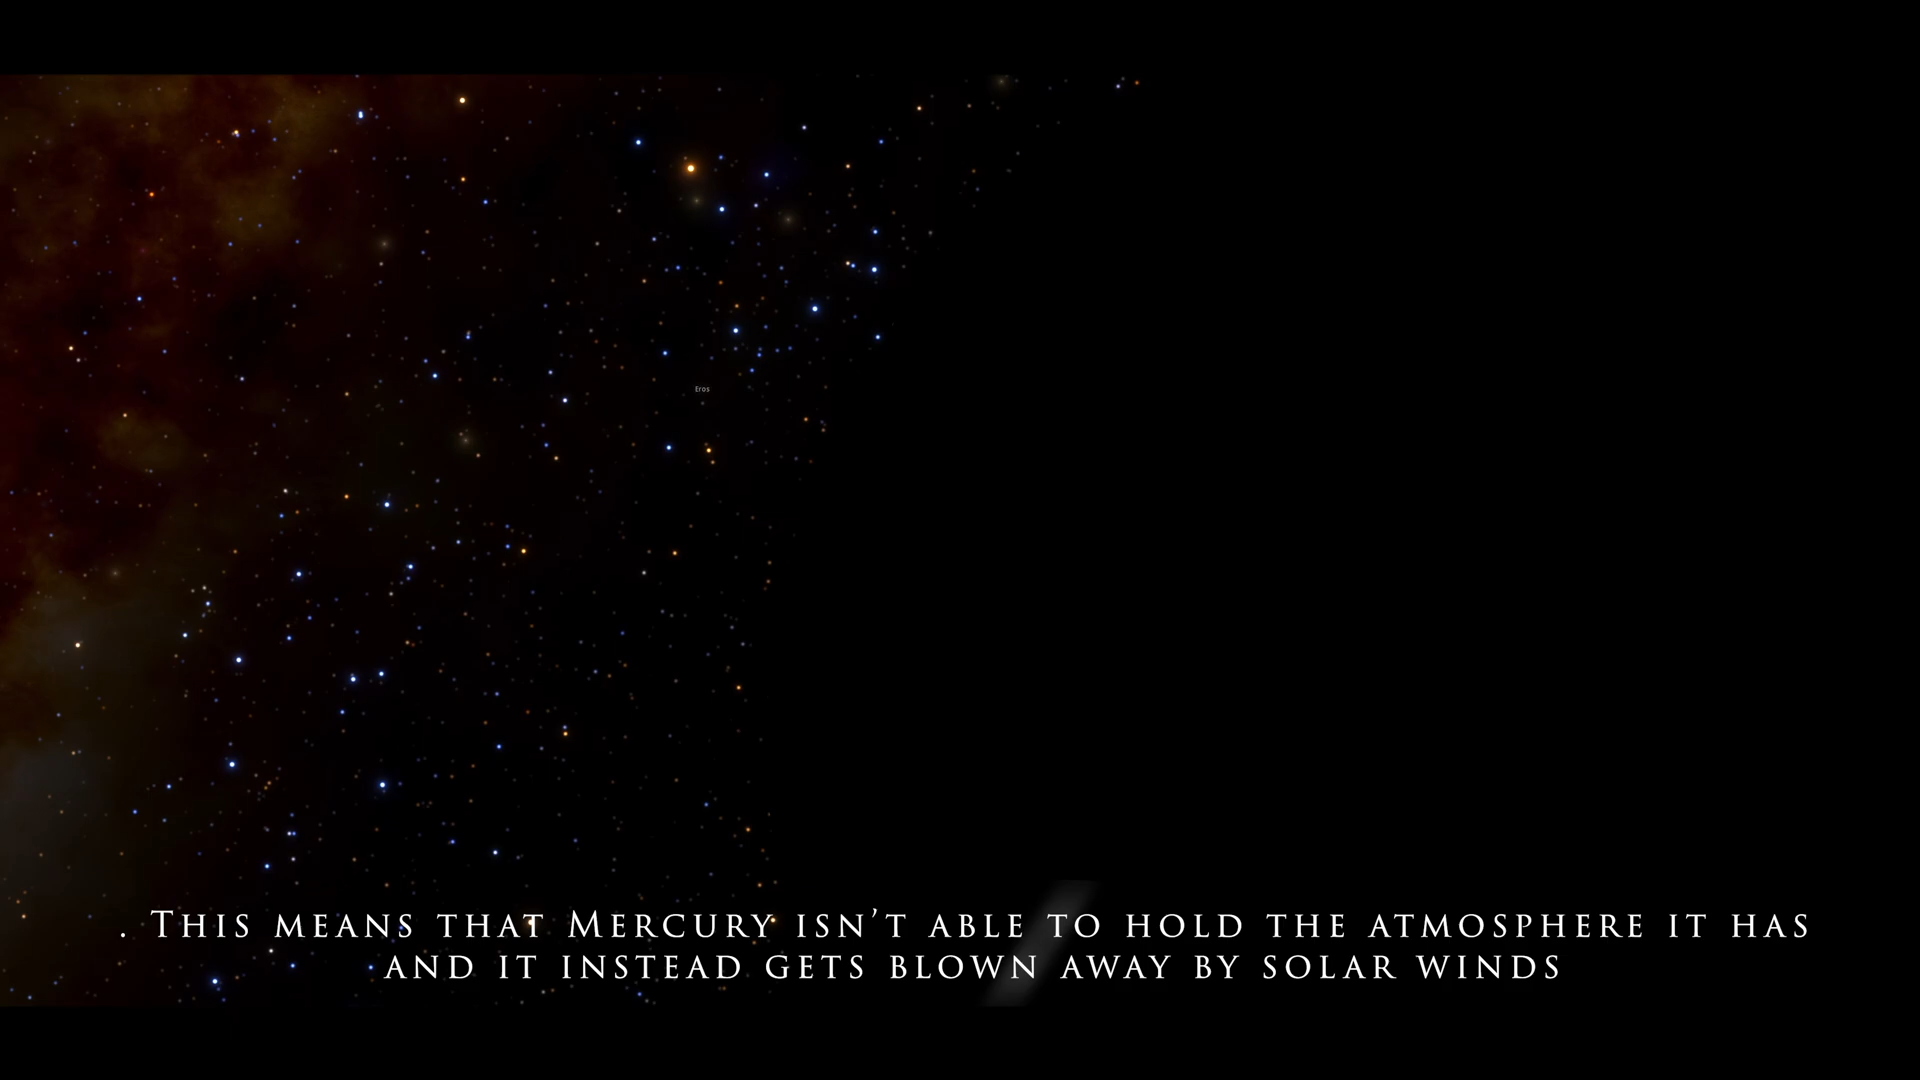 Eros
. This means that Mercury isn’t able to hold the atmosphere it has
and it instead gets blown away by solar winds